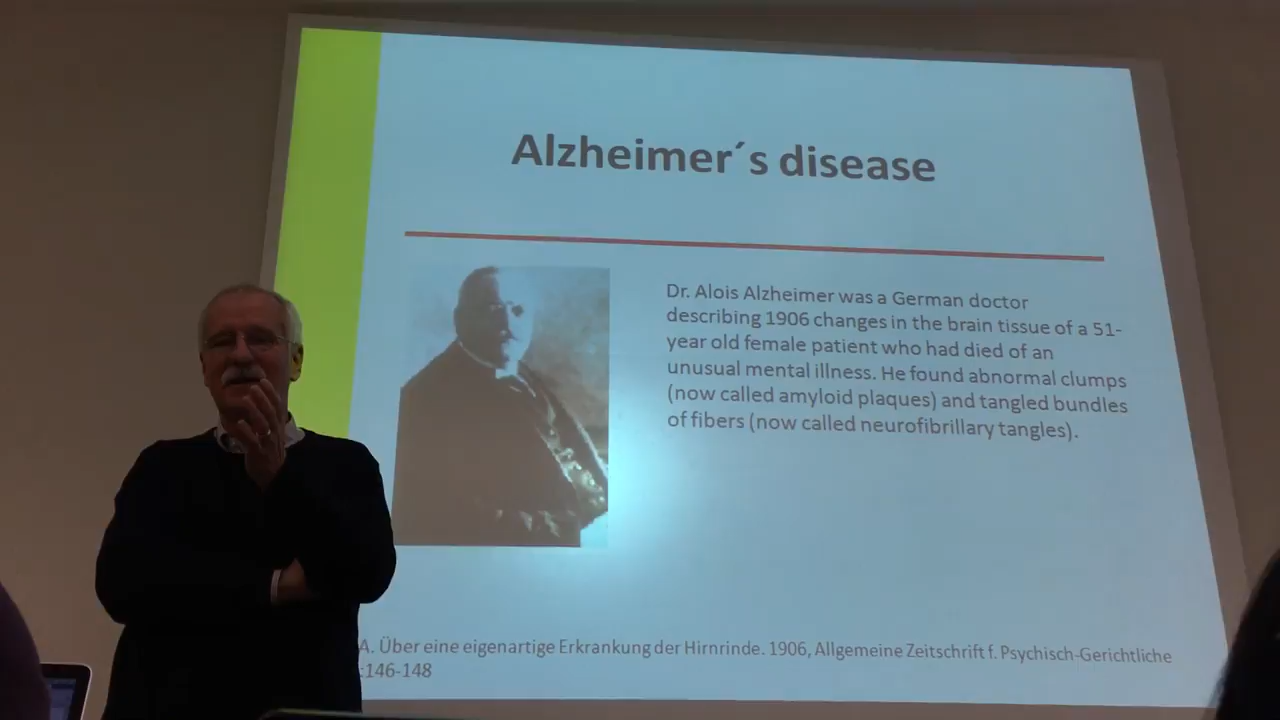 Alzheimer´s disease
Dr. Alois Alzheimer was a German doctor
describing 1906 changes in the brain tissue of a 51-
year old female patient who had died of an
unusual mental illness. He found abnormal clumps
(now called amyloid plaques) and tangled bundles
of fibers (now called neurofibrillary tangles).
A. Über eine eigenartige Erkrankung der Hirnrinde. 1906, Allgemeine Zeitschrift f. Psychisch-Gerichtliche
:146-148